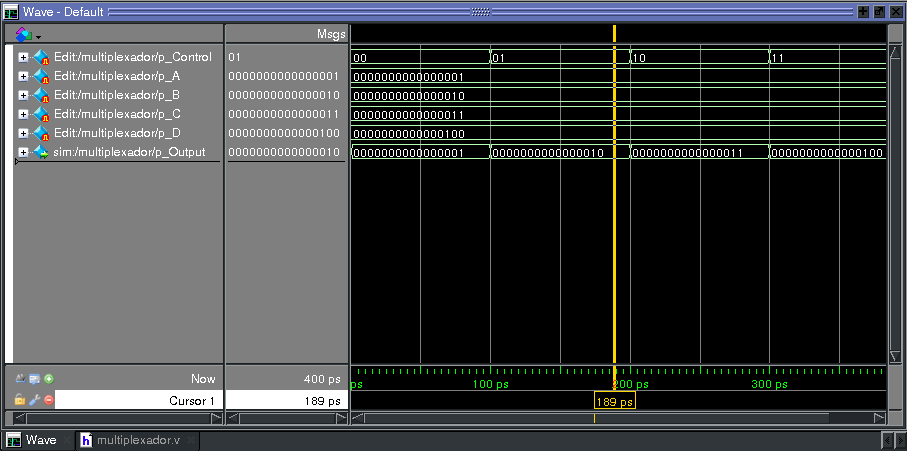 Wave - Default
Msgs
Edit:/multiplexador/p_Control 01 00 01 10 11
Edit:/multiplexador/p_A 0000000000000001 0000000000000001
Edit:/multiplexador/p_B 0000000000000010 0000000000000010
Edit:/multiplexador/p_C 0000000000000011 0000000000000011
Edit:/multiplexador/p_D 0000000000000100 0000000000000100
sim:/multiplexador/p_Output 0000000000000010 0000000000000001 0000000000000010 0000000000000011 0000000000000100
Now 400 ps ps 100 ps 200 ps 300 ps
Cursor 1 189 ps 189 ps
Wave h multiplexador.v